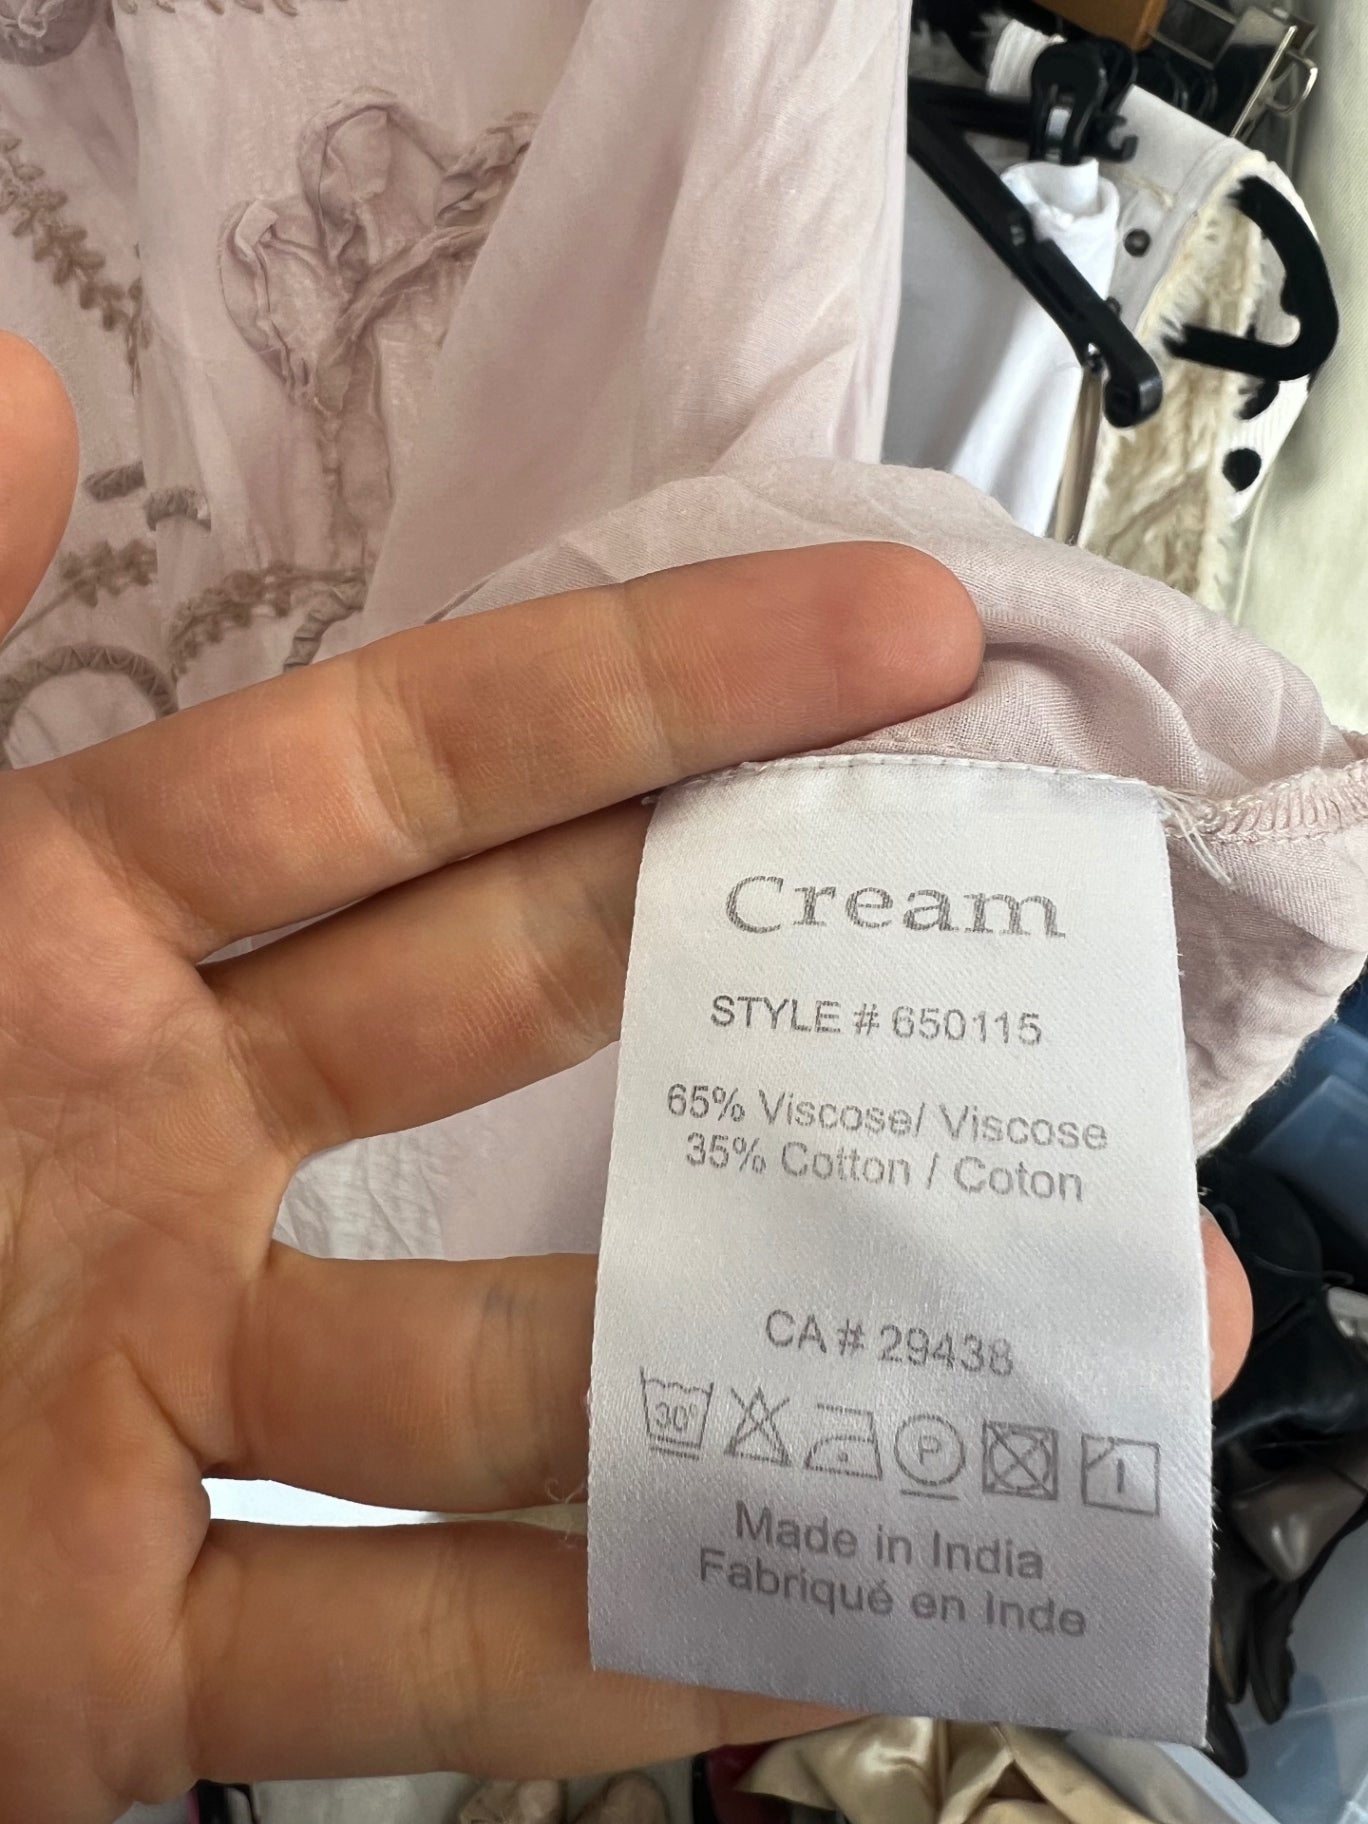 Cream
STYLE # 650115
65% Viscose/ Viscose
35% Cotton / Coton
CA # 29438
30°
P
Made in India
Fabriqué en Inde